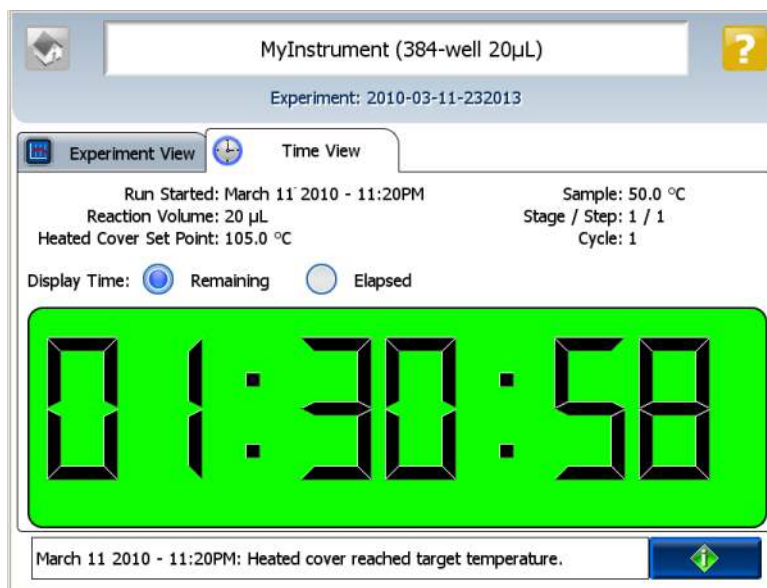 MyInstrument (384-well 20µL)
?
Experiment: 2010-03-11-232013
Experiment View
Time View
Run Started: March 11 2010 - 11:20PM
Sample: 50.0 °C
Reaction Volume: 20 µL
Stage / Step: 1 / 1
Heated Cover Set Point: 105.0 °C
Cycle: 1
Display Time: Remaining Elapsed
01:30:58
March 11 2010 - 11:20PM: Heated cover reached target temperature.
i